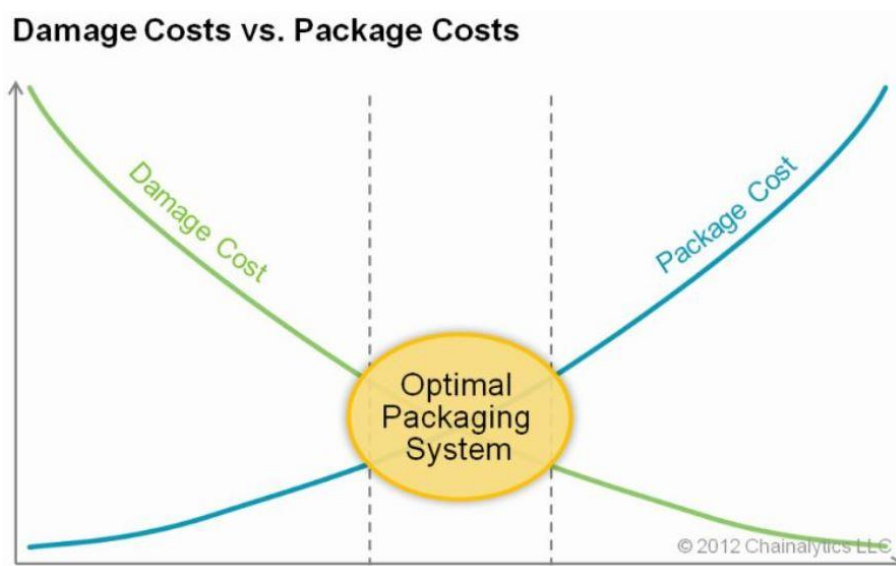 Damage Costs vs. Package Costs
Damage Cost
Package Cost
Optimal
Packaging
System
© 2012 Chainalytics LLC